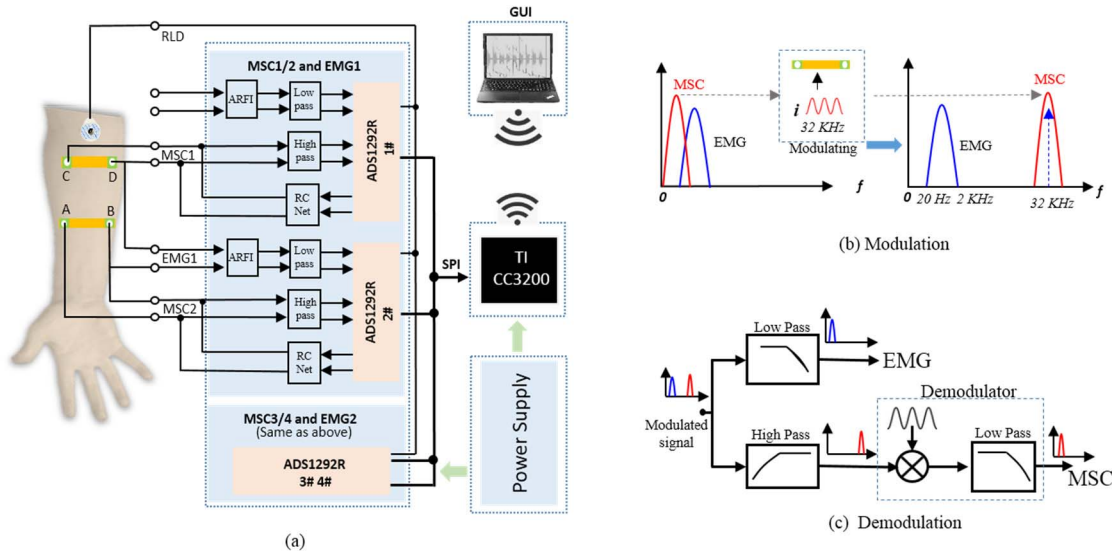 RLD
GUI
MSC1/2 and EMG1
ARFI
Low
pass
High
pass
MSC1
RC
Net
ADS1292R
1#
C
D
A
B
EMG1
ARFI
Low
pass
High
pass
MSC2
RC
Net
ADS1292R
2#
SPI
TI
CC3200
MSC3/4 and EMG2
(Same as above)
ADS1292R
3# 4#
Power Supply
(a)
MSC
EMG
i
32 KHz
Modulating
0
f
MSC
EMG
0
20 Hz
2 KHz
32 KHz
f
(b) Modulation
Low Pass
EMG
Modulated
signal
High Pass
Demodulator
Low Pass
MSC
(c) Demodulation